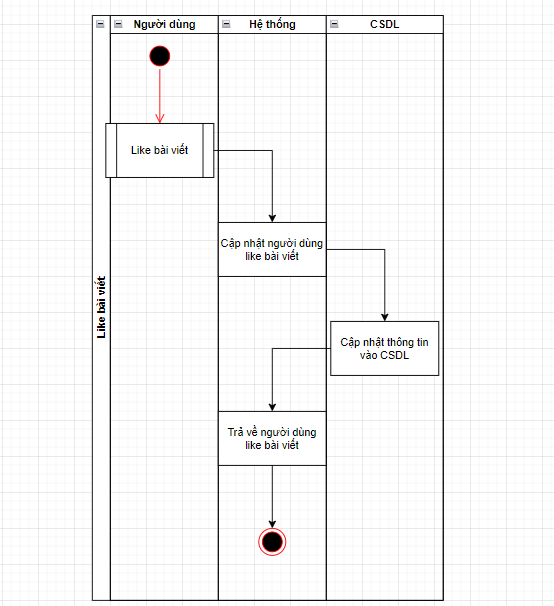 Người dùng
Hệ thống
CSDL
Like bài viết
Like bài viết
Cập nhật người dùng
like bài viết
Cập nhật thông tin
vào CSDL
Trả về người dùng
like bài viết